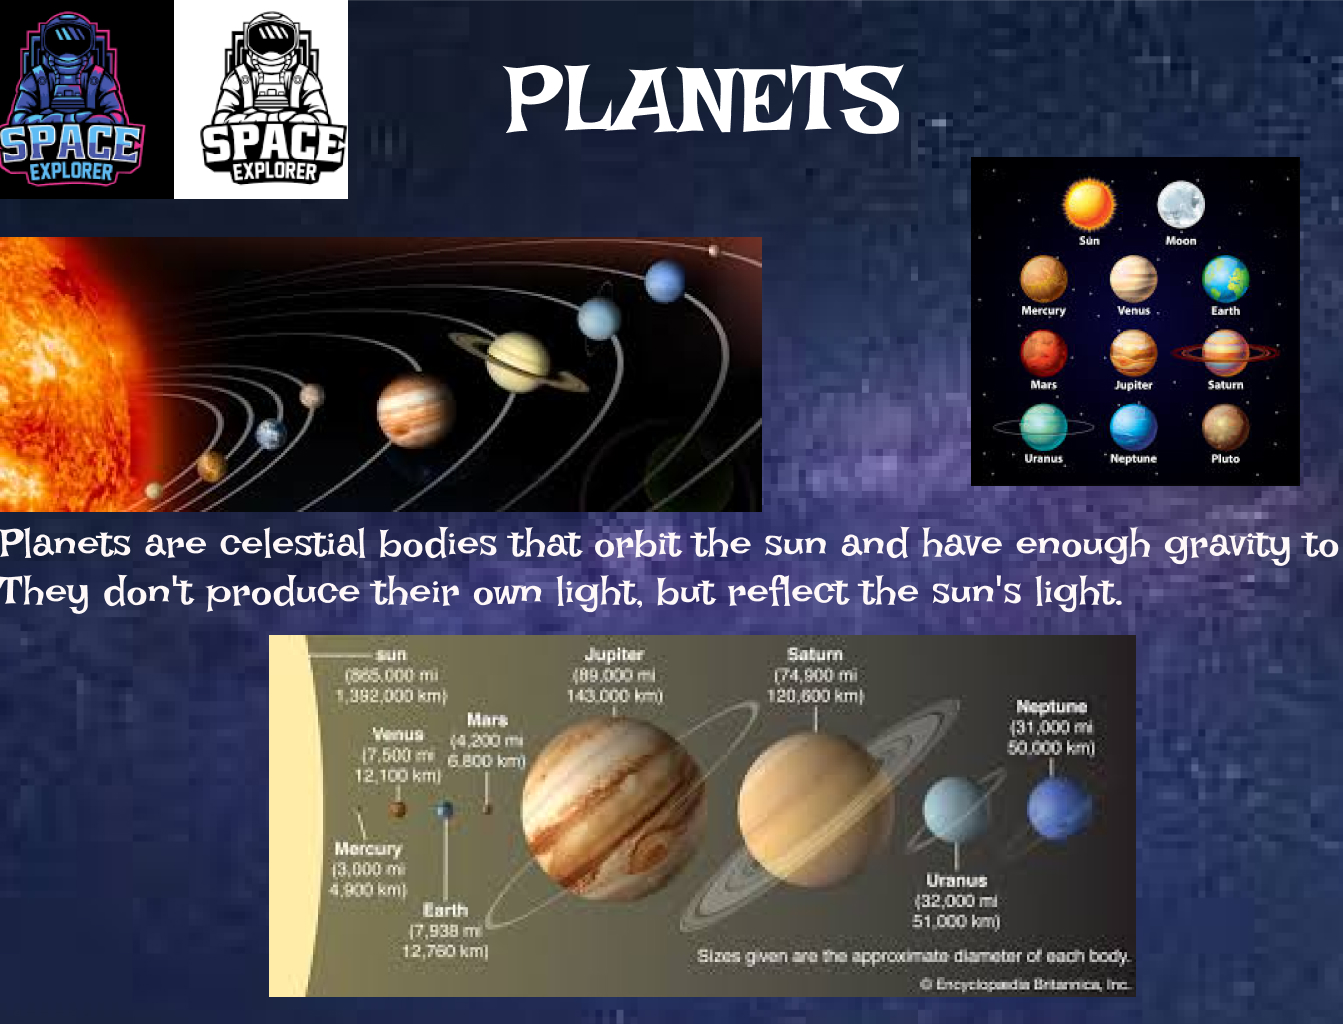 SPACE
EXPLORER
SPACE
EXPLORER
PLANETS
Sun
Moon
Mercury
Venus
Earth
Mars
Jupiter
Saturn
Uranus
Neptune
Pluto
Planets are celestial bodies that orbit the sun and have enough gravity to
They don't produce their own light, but reflect the sun's light.
sun
(865,000 mi
1,392,000 km)
Venus
(7,500 mi
12,100 km)
Mars
(4,200 mi
6,800 km)
Mercury
(3,000 mi
4,900 km)
Earth
(7,938 mi
12,760 km)
Jupiter
(89,000 mi
143,000 km)
Saturn
(74,900 mi
120,600 km)
Uranus
(32,000 mi
51,000 km)
Neptune
(31,000 mi
50,000 km)
Sizes given are the approximate diameter of each body.
© Encyclopædia Britannica, Inc.